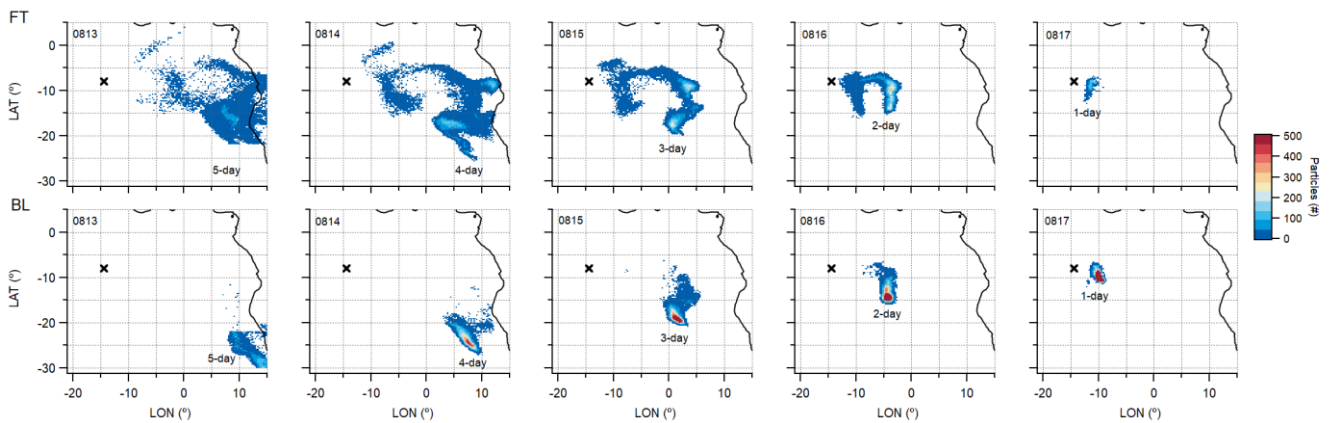 FT
0813
0814
0815
0816
0817
LAT (º)
0
-10
-20
-30
5-day
4-day
3-day
2-day
1-day
500
400
300
200
100
0
Particles (#)
BL
0813
0814
0815
0816
0817
LAT (º)
0
-10
-20
-30
5-day
4-day
3-day
2-day
1-day
-20 -10 0 10
-20 -10 0 10
-20 -10 0 10
-20 -10 0 10
-20 -10 0 10
LON (º)
LON (º)
LON (º)
LON (º)
LON (º)